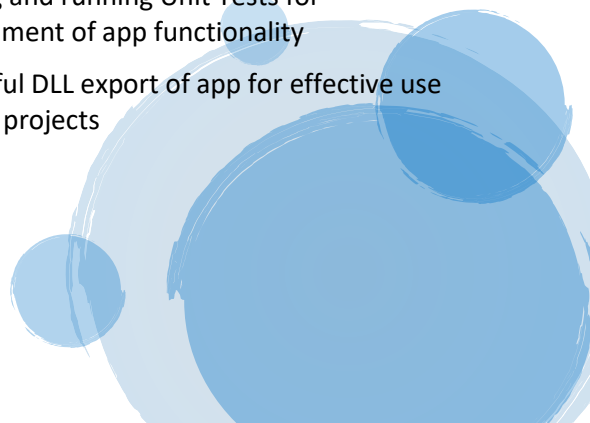 and running Unit Tests for
ment of app functionality
ful DLL export of app for effective use
projects